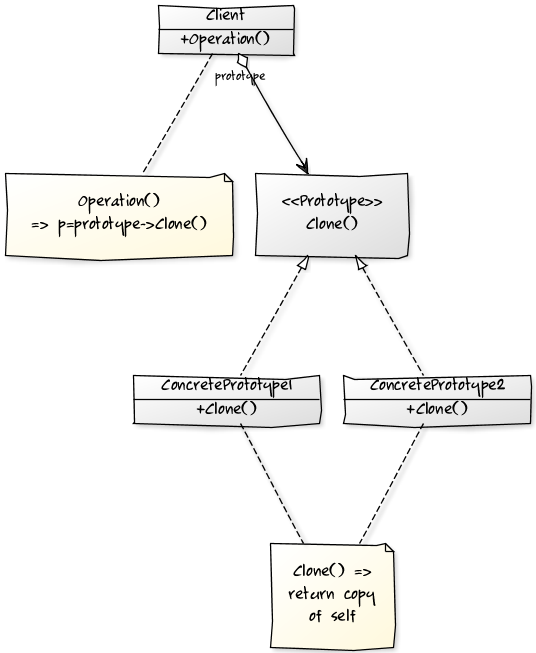 Client
+Operation()
prototype
Operation()
=> p=prototype->Clone()
<<Prototype>>
Clone()
ConcretePrototype1
+Clone()
ConcretePrototype2
+Clone()
Clone() =>
return copy
of self